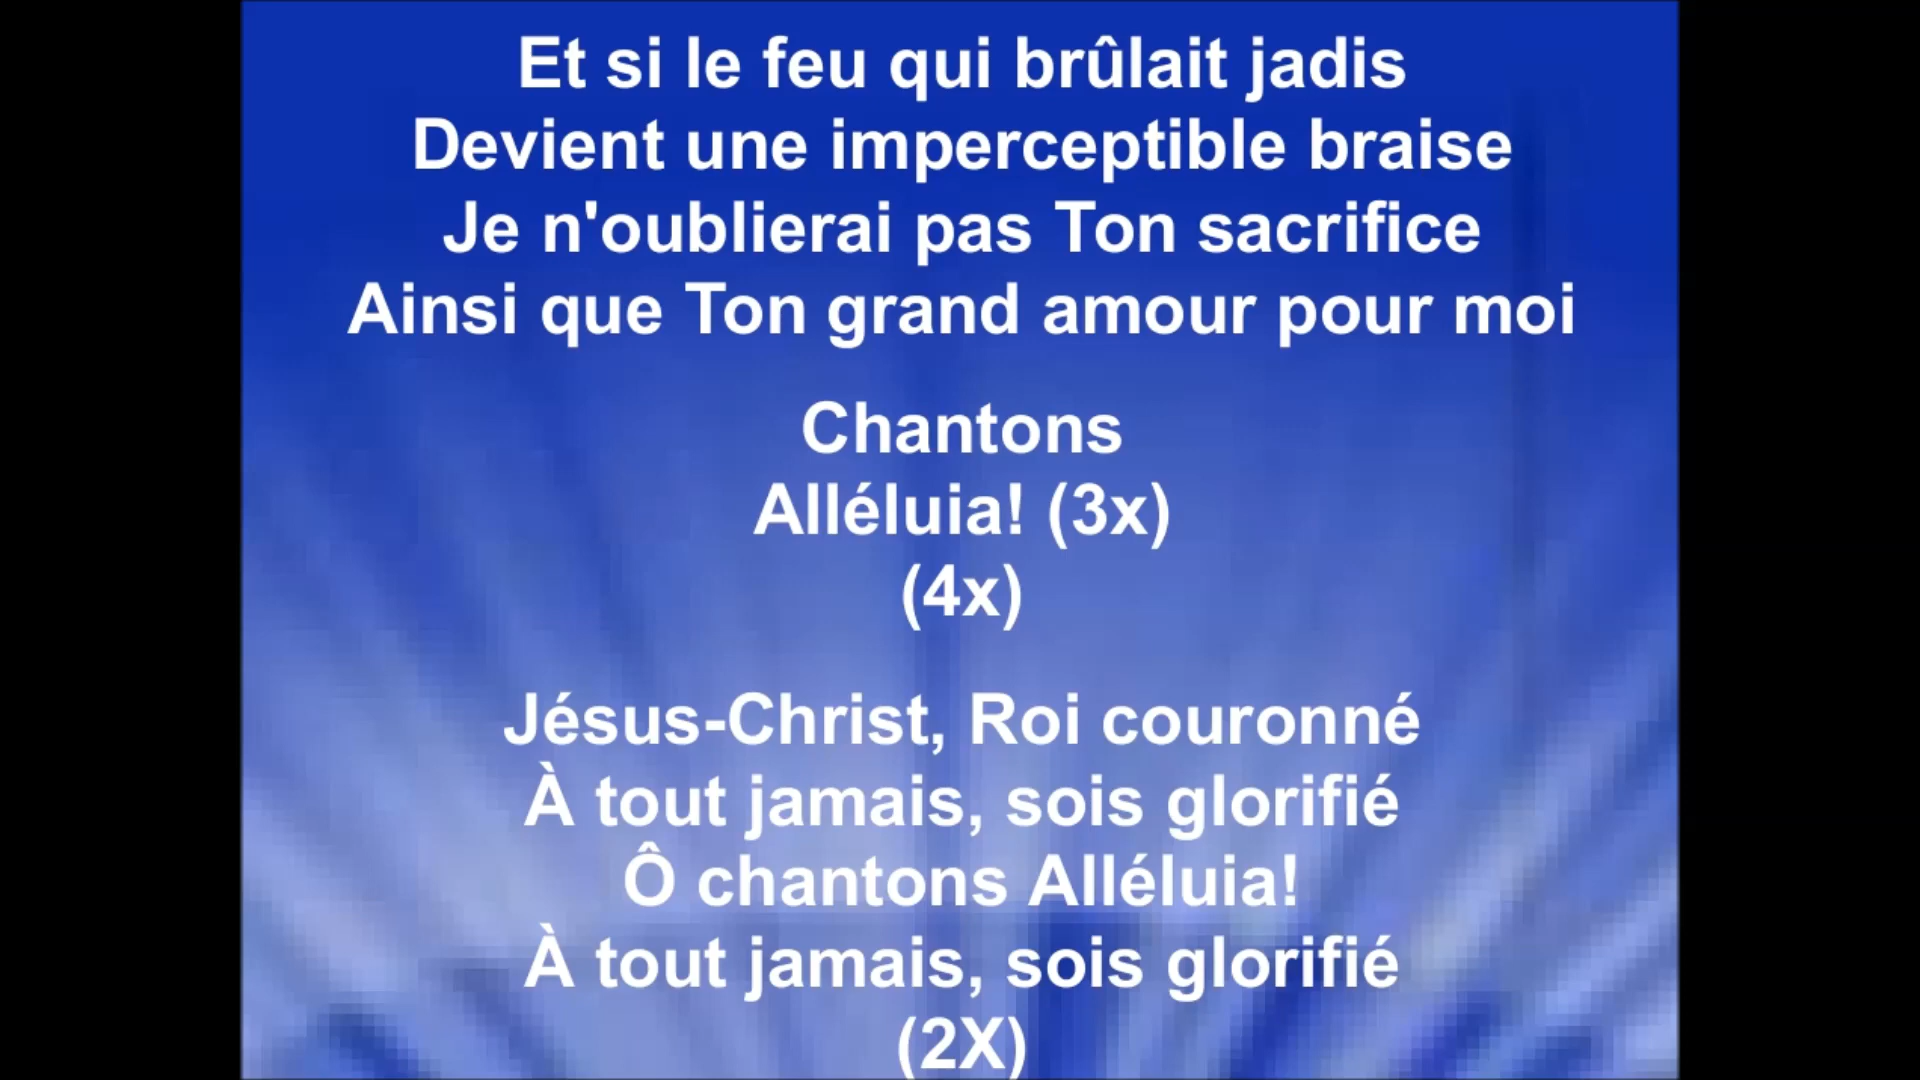 Et si le feu qui brûlait jadis
Devient une imperceptible braise
Je n'oublierai pas Ton sacrifice
Ainsi que Ton grand amour pour moi
Chantons
Alléluia! (3x)
(4x)
Jésus-Christ, Roi couronné
À tout jamais, sois glorifié
Ô chantons Alléluia!
À tout jamais, sois glorifié
(2X)